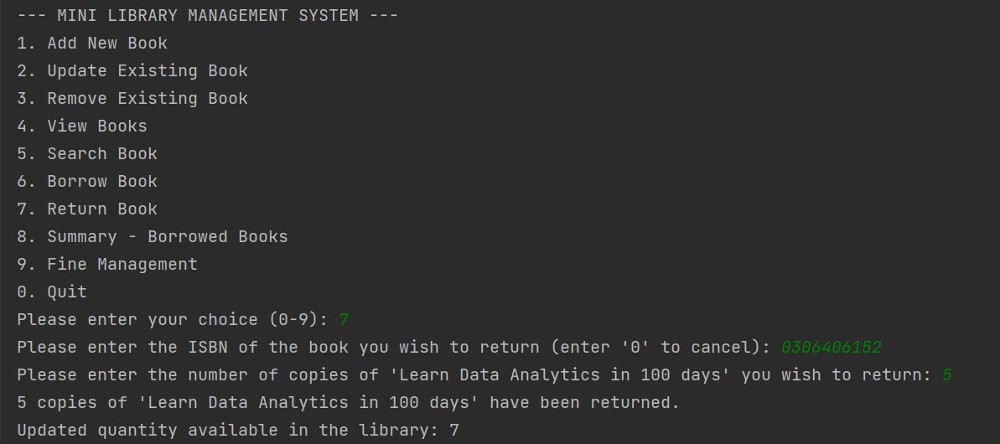 --- MINI LIBRARY MANAGEMENT SYSTEM ---
1. Add New Book
2. Update Existing Book
3. Remove Existing Book
4. View Books
5. Search Book
6. Borrow Book
7. Return Book
8. Summary - Borrowed Books
9. Fine Management
0. Quit
Please enter your choice (0-9): 7
Please enter the ISBN of the book you wish to return (enter '0' to cancel): 0306406152
Please enter the number of copies of 'Learn Data Analytics in 100 days' you wish to return: 5
5 copies of 'Learn Data Analytics in 100 days' have been returned.
Updated quantity available in the library: 7